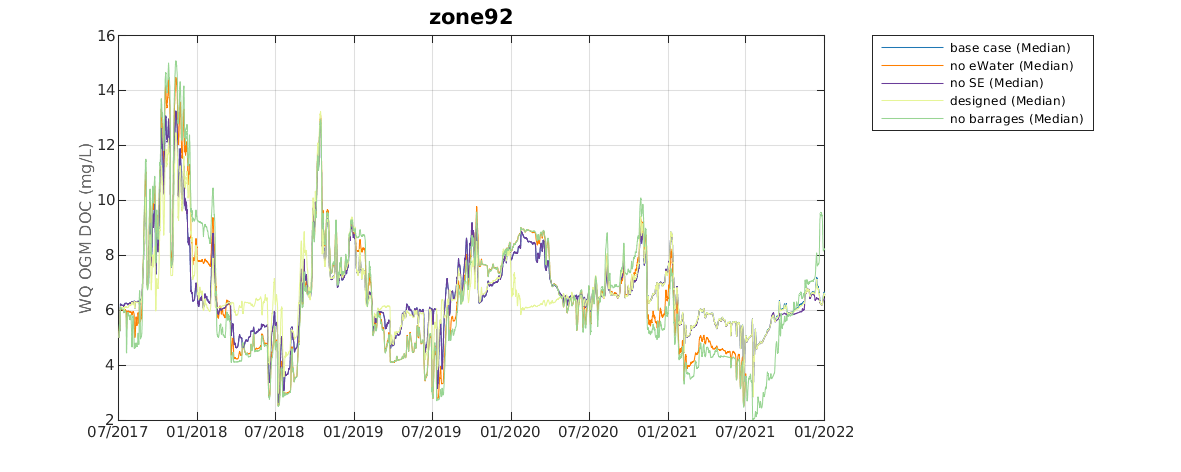 zone92
WQ OGM DOC (mg/L)
16
14
12
10
8
6
4
2
07/2017 01/2018 07/2018 01/2019 07/2019 01/2020 07/2020 01/2021 07/2021 01/2022
base case (Median)
no eWater (Median)
no SE (Median)
designed (Median)
no barrages (Median)